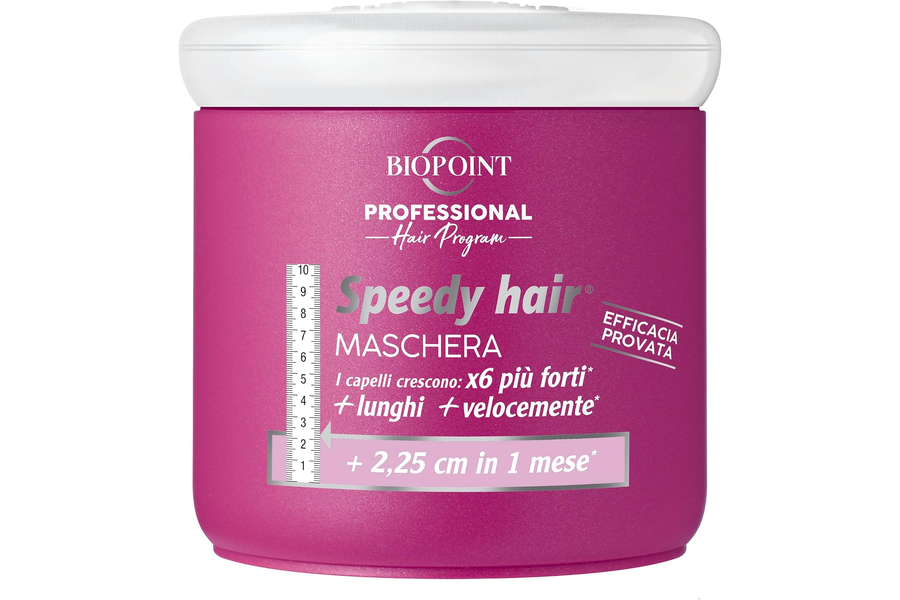 BIOPOINT
PROFESSIONAL
Hair Program
Speedy hair®
MASCHERA
EFFICACIA
PROVATA
I capelli crescono: x6 più forti*
+lunghi +velocemente*
+ 2,25 cm in 1 mese*
10
9
8
7
6
5
4
3
2
1